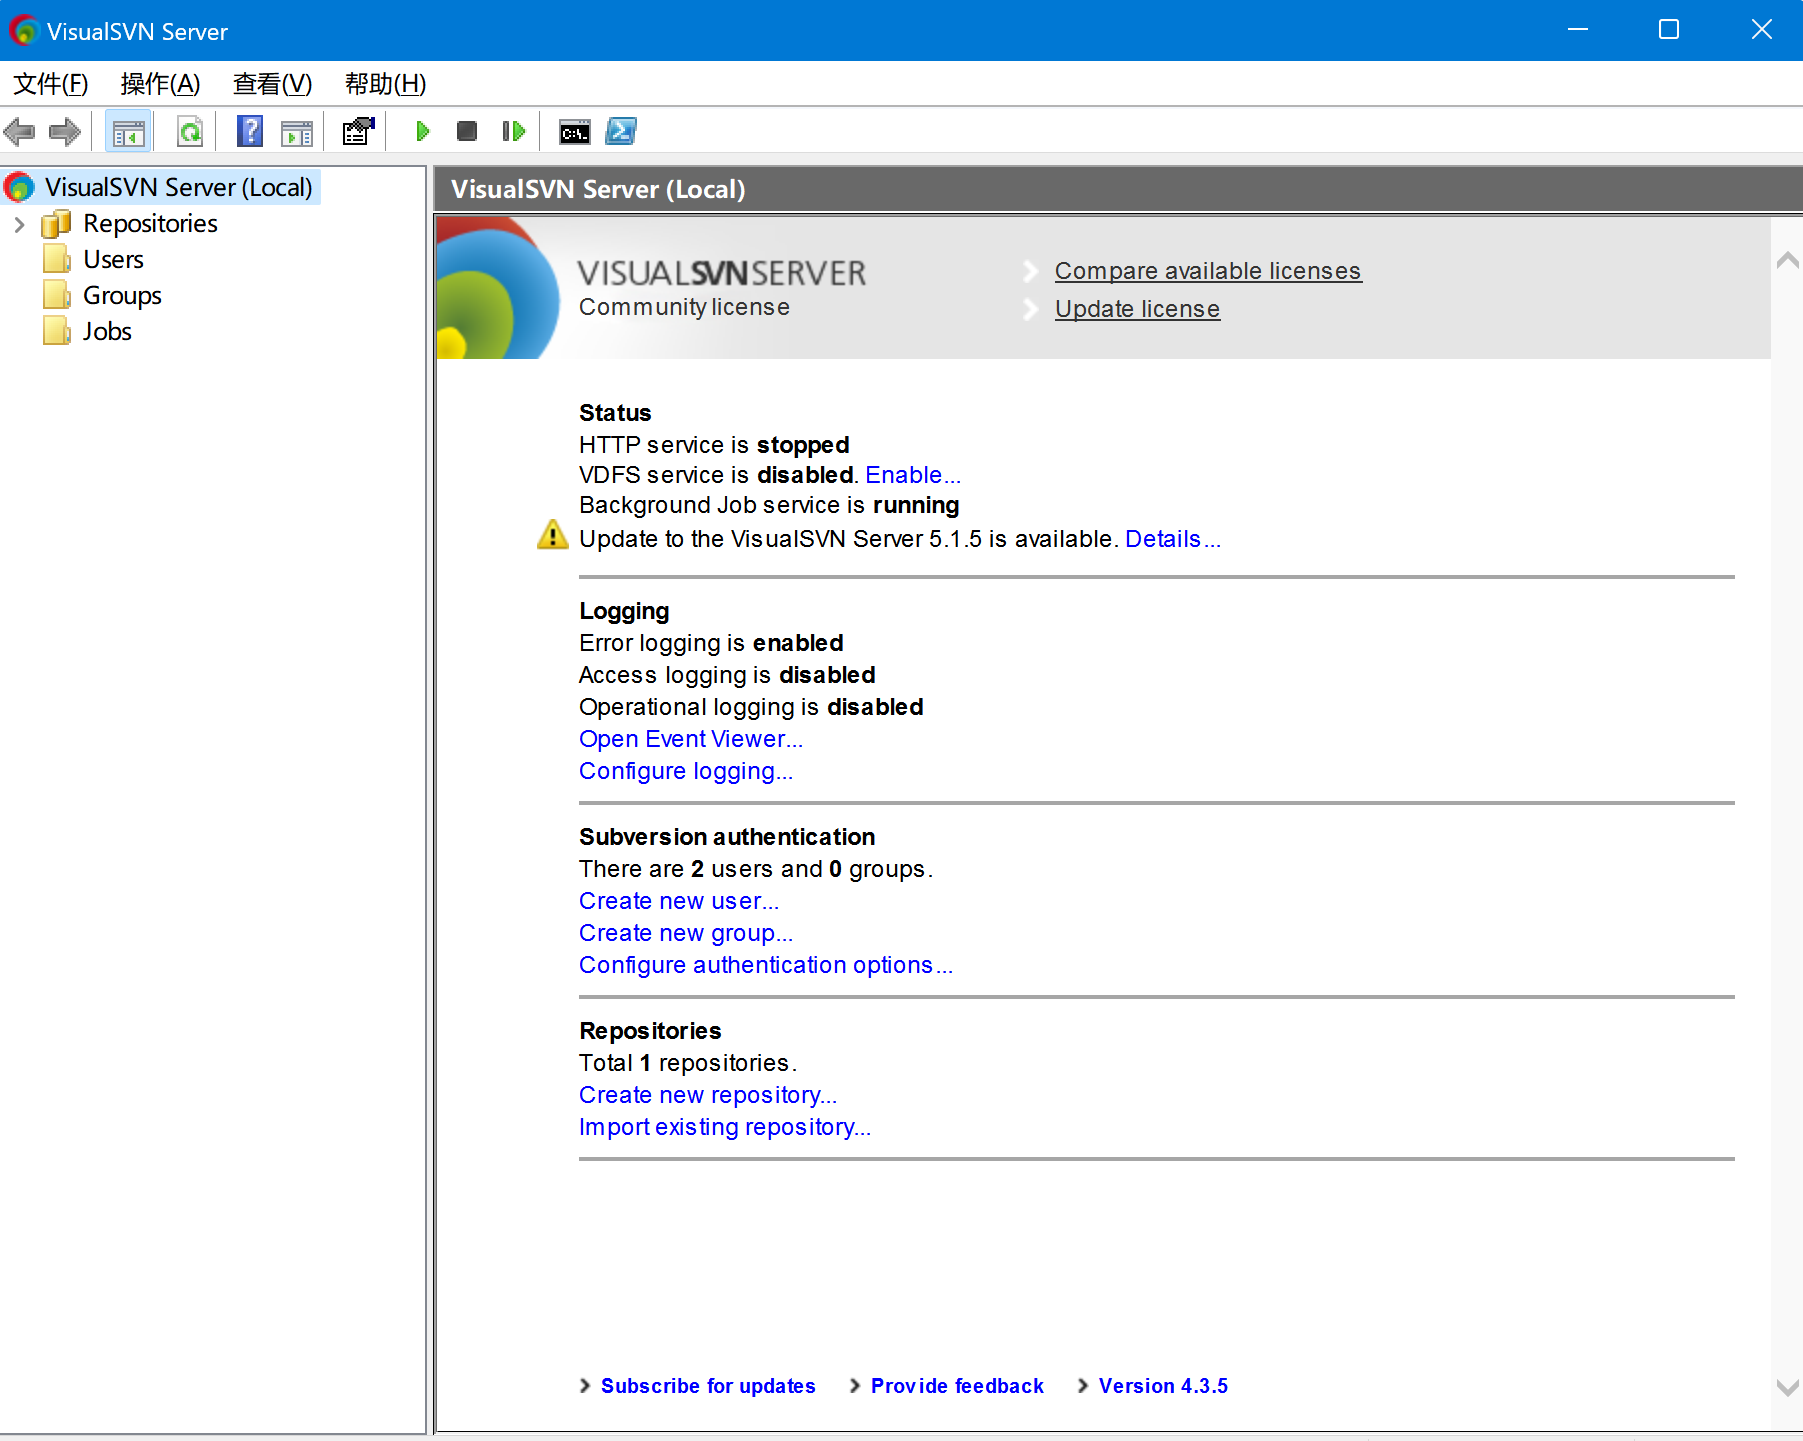 VisualSVN Server
文件(F) 操作(A) 查看(V) 帮助(H)
C:\.
VisualSVN Server (Local)
Repositories
Users
Groups
Jobs
VisualSVN Server (Local)
VISUALSVNSERVER
Community license
Compare available licenses
Update license
Status
HTTP service is stopped
VDFS service is disabled. Enable...
Background Job service is running
Update to the VisualSVN Server 5.1.5 is available. Details...
Logging
Error logging is enabled
Access logging is disabled
Operational logging is disabled
Open Event Viewer...
Configure logging...
Subversion authentication
There are 2 users and 0 groups.
Create new user...
Create new group...
Configure authentication options...
Repositories
Total 1 repositories.
Create new repository...
Import existing repository...
Subscribe for updates Provide feedback Version 4.3.5